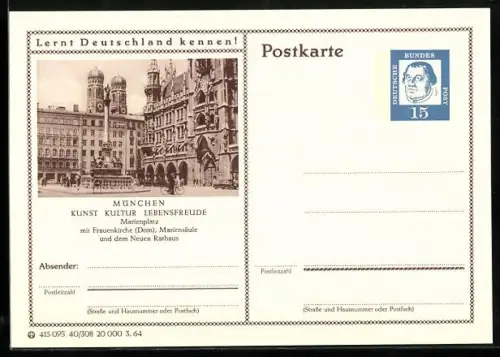 Lernt Deutschland kennen!
MÜNCHEN
KUNST KULTUR LEBENSFREUDE
Marienplatz
mit Frauenkirche (Dom), Mariensäule
und dem Neuen Rathaus
Absender:
Postleitzahl
(Straße und Hausnummer oder Postfach)
415 095 40/308 20 000 3. 64
Postkarte
DEUTSCHE
BUNDES
POST
15
Postleitzahl
(Straße und Hausnummer oder Postfach)